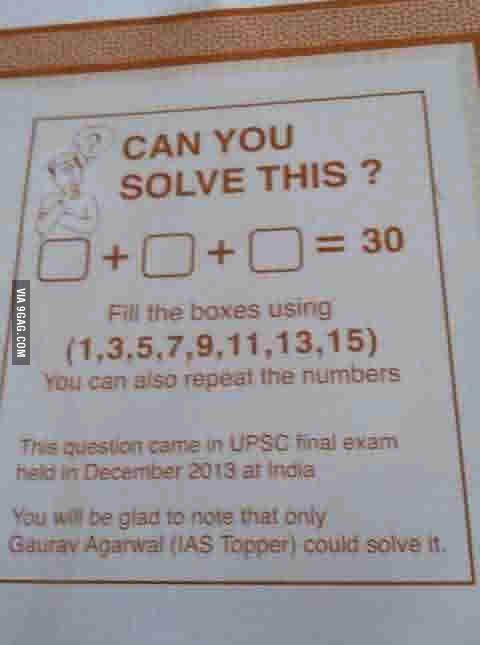 CAN YOU
SOLVE THIS ?
□ + □ + □ = 30
Fill the boxes using
(1,3,5,7,9,11,13,15)
You can also repeat the numbers
This question came in UPSC final exam
held in December 2013 at India
You will be glad to note that only
Gaurav Agarwal (IAS Topper) could solve it.
VIA 9GAG.COM